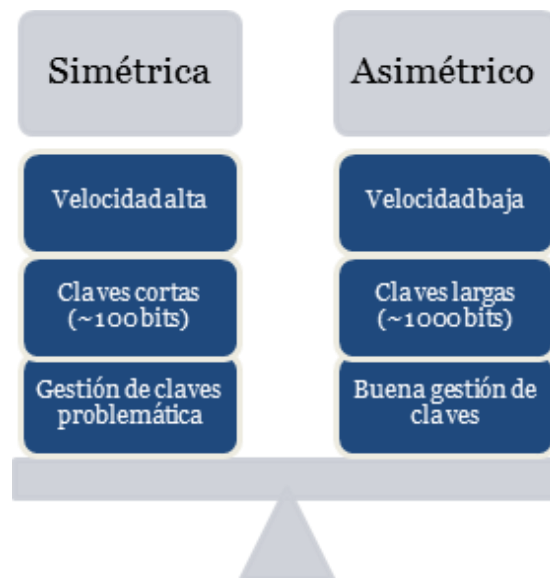 Simétrica
Asimétrico
Velocidad alta
Velocidad baja
Claves cortas
(~100 bits)
Claves largas
(~1000 bits)
Gestión de claves
problemática
Buena gestión de
claves